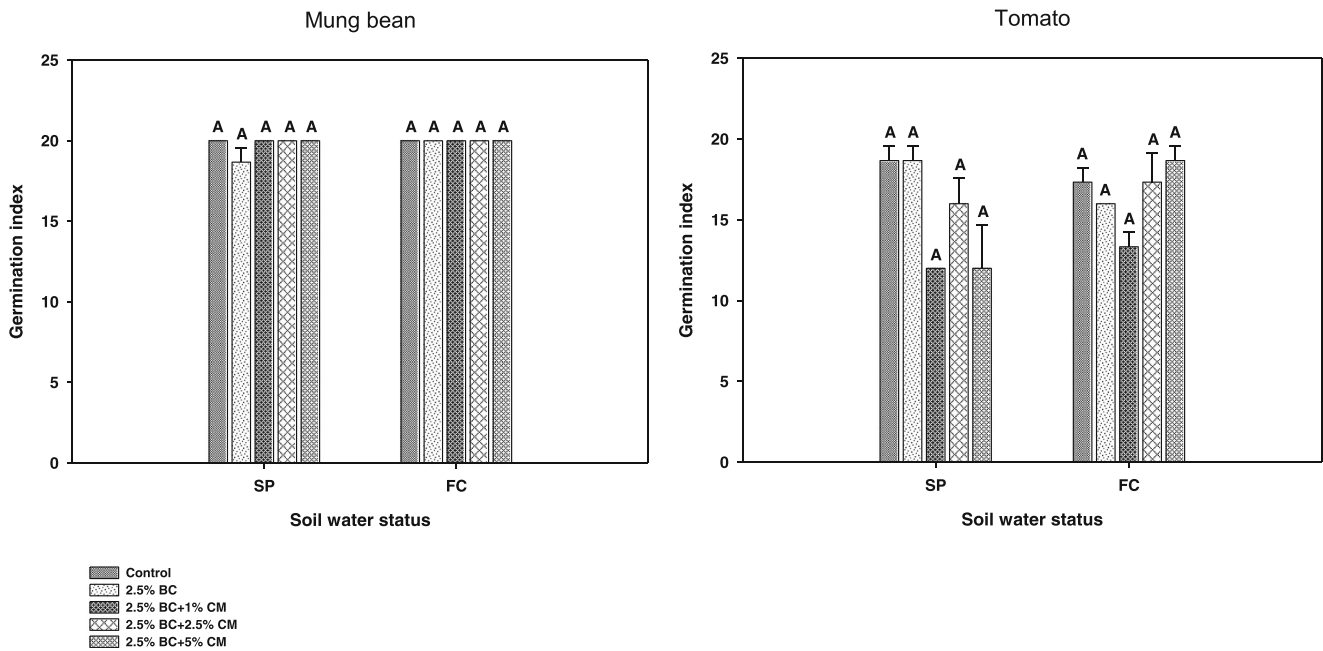 Mung bean
25
20
15
10
5
0
Germination index
A A A A A
A A A A A
SP FC
Soil water status
Tomato
25
20
15
10
5
0
Germination index
A A A A A
A A A A A
SP FC
Soil water status
Control
2.5% BC
2.5% BC+1% CM
2.5% BC+2.5% CM
2.5% BC+5% CM